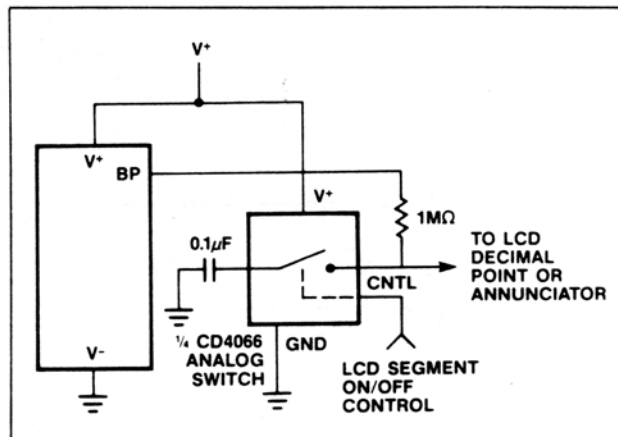 V+
V+
BP
V+
1MΩ
0.1µF
TO LCD
DECIMAL
POINT OR
ANNUNCIATOR
CNTL
V-
¼ CD4066
ANALOG
SWITCH
GND
LCD SEGMENT
ON/OFF
CONTROL